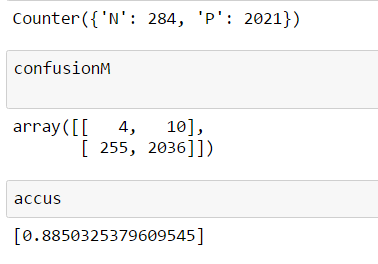 Counter({'N': 284, 'P': 2021})
confusionM
array([[   4,   10],
       [ 255, 2036]])
accus
[0.8850325379609545]